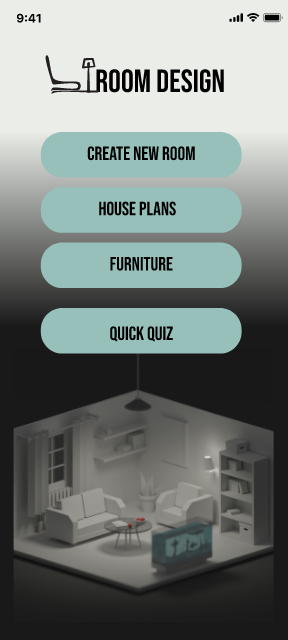 9:41
ROOM DESIGN
CREATE NEW ROOM
HOUSE PLANS
FURNITURE
QUICK QUIZ